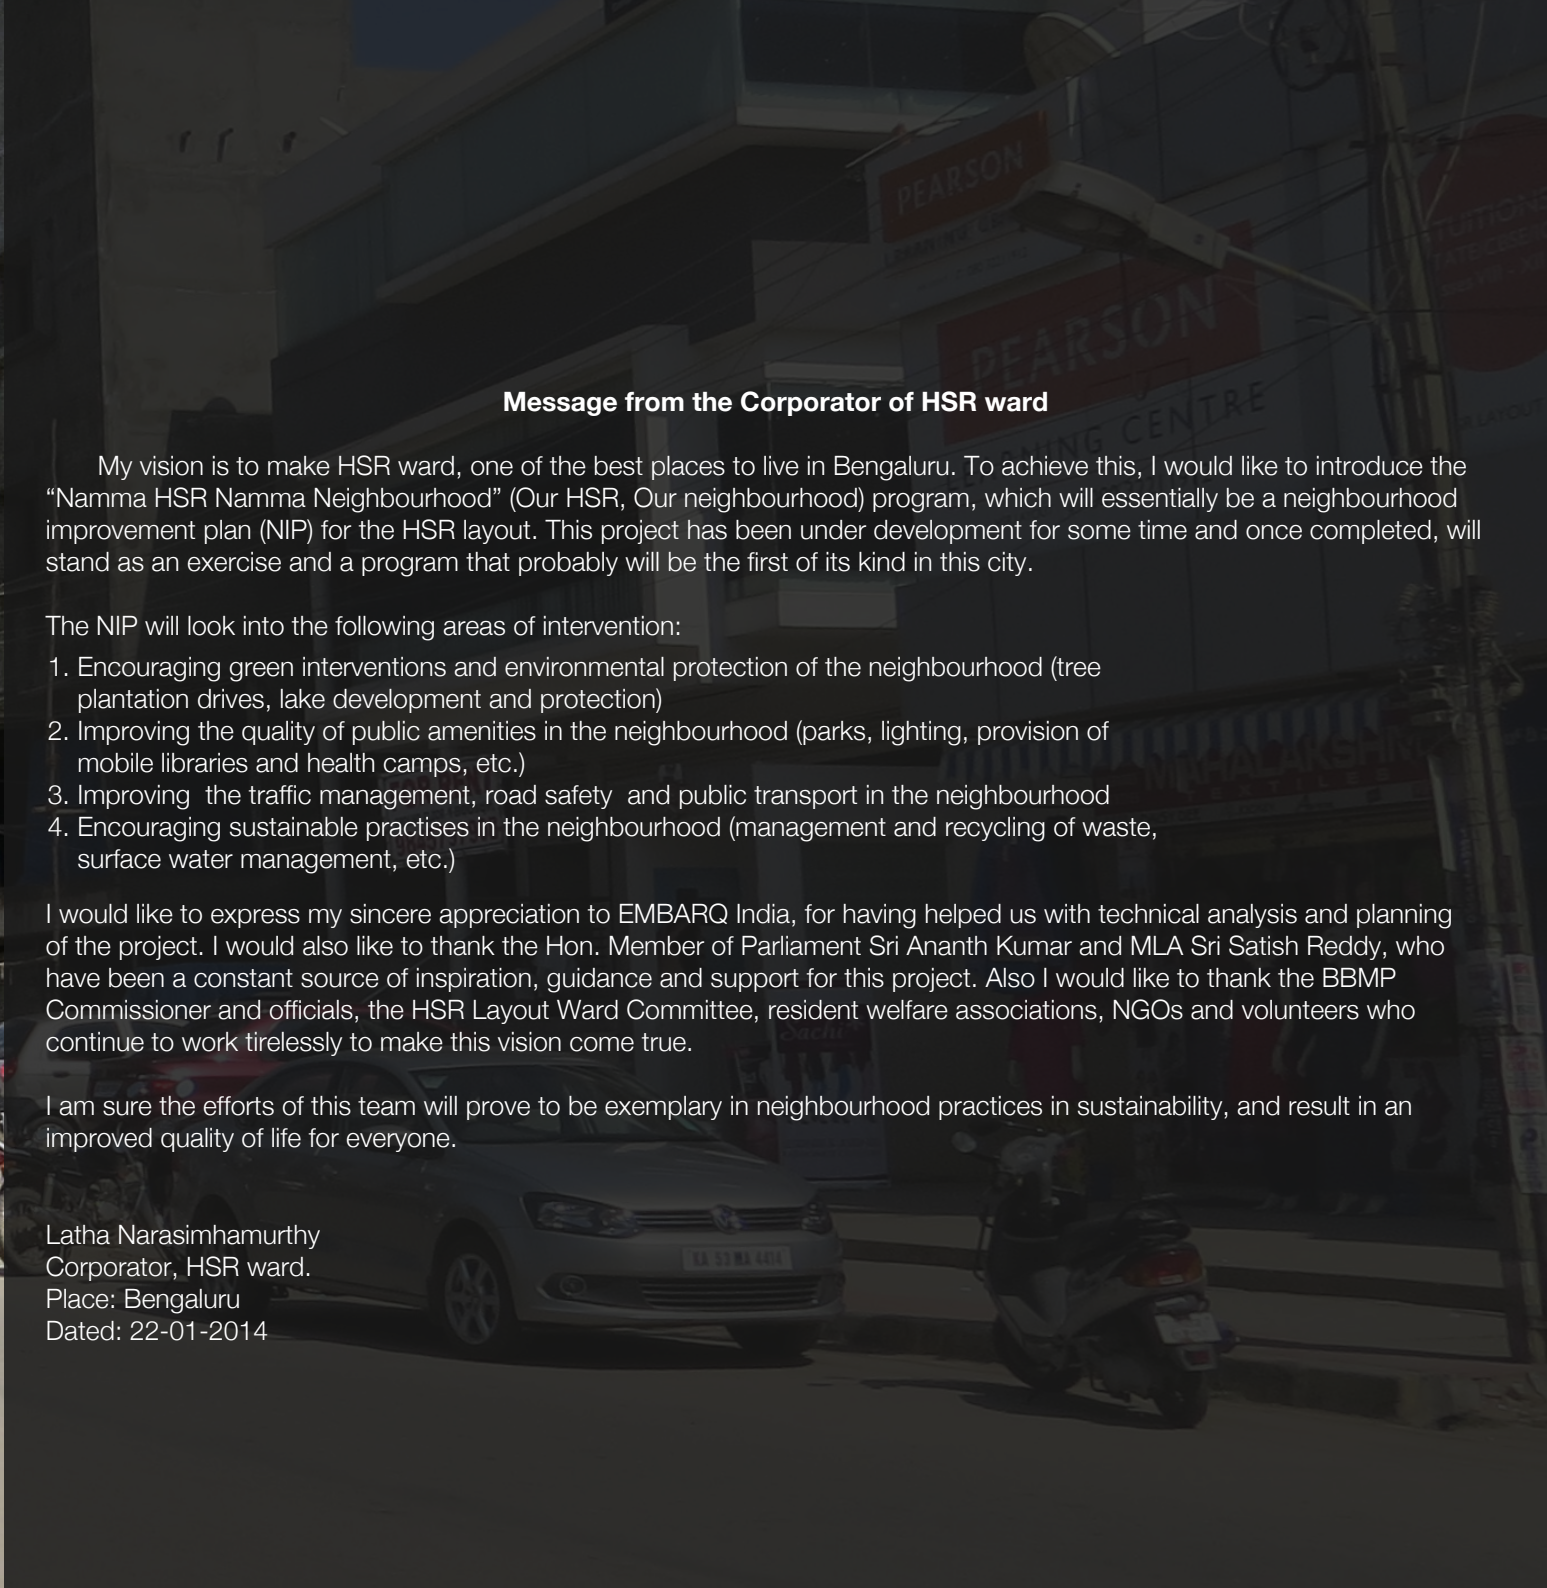 PEARSON
PEARSON
LEARNING CENTRE
TUITION
Message from the Corporator of HSR ward
My vision is to make HSR ward, one of the best places to live in Bengaluru. To achieve this, I would like to introduce the
“Namma HSR Namma Neighbourhood” (Our HSR, Our neighbourhood) program, which will essentially be a neighbourhood
improvement plan (NIP) for the HSR layout. This project has been under development for some time and once completed, will
stand as an exercise and a program that probably will be the first of its kind in this city.
The NIP will look into the following areas of intervention:
1. Encouraging green interventions and environmental protection of the neighbourhood (tree
plantation drives, lake development and protection)
2. Improving the quality of public amenities in the neighbourhood (parks, lighting, provision of
mobile libraries and health camps, etc.)
3. Improving  the traffic management, road safety  and public transport in the neighbourhood
4. Encouraging sustainable practises in the neighbourhood (management and recycling of waste,
surface water management, etc.)
MAHALAKSHMI
TEXTILES
I would like to express my sincere appreciation to EMBARQ India, for having helped us with technical analysis and planning
of the project. I would also like to thank the Hon. Member of Parliament Sri Ananth Kumar and MLA Sri Satish Reddy, who
have been a constant source of inspiration, guidance and support for this project. Also I would like to thank the BBMP
Commissioner and officials, the HSR Layout Ward Committee, resident welfare associations, NGOs and volunteers who
continue to work tirelessly to make this vision come true.
Sachi
I am sure the efforts of this team will prove to be exemplary in neighbourhood practices in sustainability, and result in an
improved quality of life for everyone.
Latha Narasimhamurthy
Corporator, HSR ward.
Place: Bengaluru
Dated: 22-01-2014
KA 53 MA 4414